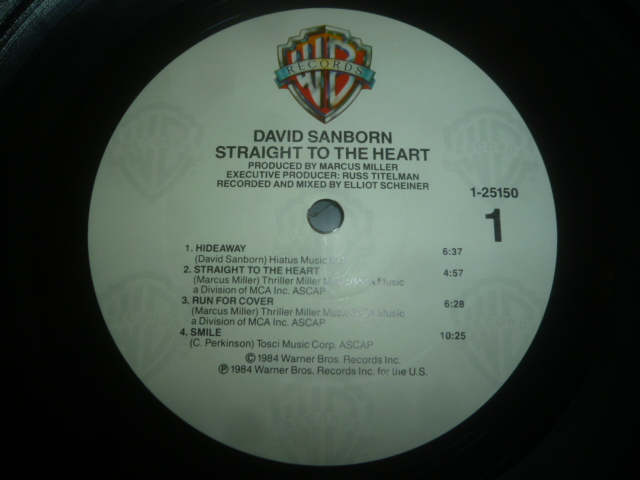 WB
RECORDS
DAVID SANBORN
STRAIGHT TO THE HEART
PRODUCED BY MARCUS MILLER
EXECUTIVE PRODUCER: RUSS TITELMAN
RECORDED AND MIXED BY ELLIOT SCHEINER
1-25150
1
1. HIDEAWAY 6:37
(David Sanborn) Hiatus Music
2. STRAIGHT TO THE HEART 4:57
(Marcus Miller) Thriller Miller Music
a Division of MCA Inc. ASCAP
3. RUN FOR COVER 6:28
(Marcus Miller) Thriller Miller Music
a Division of MCA Inc. ASCAP
4. SMILE 10:25
(C. Perkinson) Tosci Music Corp. ASCAP
©1984 Warner Bros. Records Inc.
℗1984 Warner Bros. Records Inc. for the U.S.